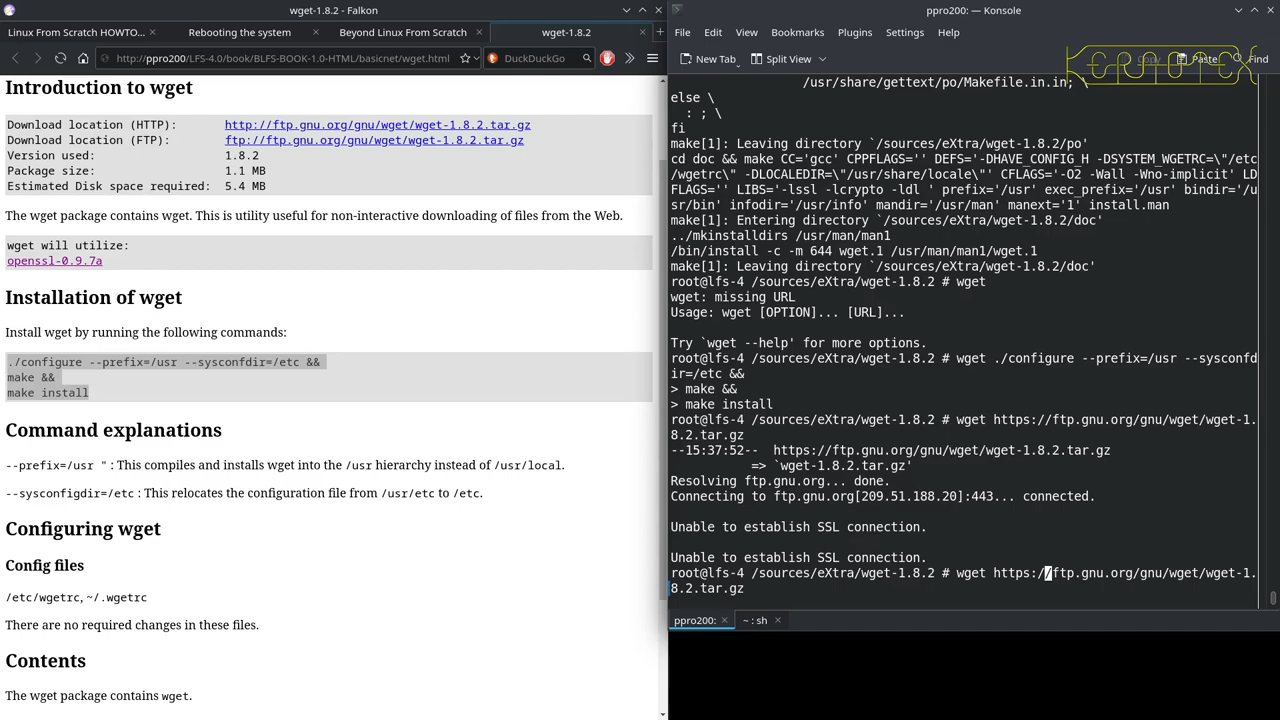 wget-1.8.2 — Falkon
Linux From Scratch HOWTO...
Rebooting the system
Beyond Linux From Scratch
wget-1.8.2
http://ppro200/LFS-4.0/book/BLFS-BOOK-1.0-HTML/basicnet/wget.html
DuckDuckGo
Introduction to wget
Download location (HTTP): http://ftp.gnu.org/gnu/wget/wget-1.8.2.tar.gz
Download location (FTP): ftp://ftp.gnu.org/gnu/wget/wget-1.8.2.tar.gz
Version used: 1.8.2
Package size: 1.1 MB
Estimated Disk space required: 5.4 MB
The wget package contains wget. This is utility useful for non-interactive downloading of files from the Web.
wget will utilize:
openssl-0.9.7a
Installation of wget
Install wget by running the following commands:
./configure --prefix=/usr --sysconfdir=/etc &&
make &&
make install
Command explanations
--prefix=/usr " : This compiles and installs wget into the /usr hierarchy instead of /usr/local.
--sysconfigdir=/etc : This relocates the configuration file from /usr/etc to /etc.
Configuring wget
Config files
/etc/wgetrc, ~/.wgetrc
There are no required changes in these files.
Contents
The wget package contains wget.
ppro200: — Konsole
File Edit View Bookmarks Plugins Settings Help
New Tab Split View Copy Paste Find
/usr/share/gettext/po/Makefile.in.in; \
else \
: ; \
fi
make[1]: Leaving directory `/sources/eXtra/wget-1.8.2/po'
cd doc && make CC='gcc' CPPFLAGS='' DEFS='-DHAVE_CONFIG_H -DSYSTEM_WGETRC=\"/etc
/wgetrc\" -DLOCALEDIR=\"/usr/share/locale\"' CFLAGS='-O2 -Wall -Wno-implicit' LD
FLAGS='' LIBS='-lssl -lcrypto -ldl ' prefix='/usr' exec_prefix='/usr' bindir='/u
sr/bin' infodir='/usr/info' mandir='/usr/man' manext='1' install.man
make[1]: Entering directory `/sources/eXtra/wget-1.8.2/doc'
../mkinstalldirs /usr/man/man1
/bin/install -c -m 644 wget.1 /usr/man/man1/wget.1
make[1]: Leaving directory `/sources/eXtra/wget-1.8.2/doc'
root@lfs-4 /sources/eXtra/wget-1.8.2 # wget
wget: missing URL
Usage: wget [OPTION]... [URL]...
Try `wget --help' for more options.
root@lfs-4 /sources/eXtra/wget-1.8.2 # wget ./configure --prefix=/usr --sysconfd
ir=/etc &&
> make &&
> make install
root@lfs-4 /sources/eXtra/wget-1.8.2 # wget https://ftp.gnu.org/gnu/wget/wget-1.
8.2.tar.gz
--15:37:52-- https://ftp.gnu.org/gnu/wget/wget-1.8.2.tar.gz
=> `wget-1.8.2.tar.gz'
Resolving ftp.gnu.org... done.
Connecting to ftp.gnu.org[209.51.188.20]:443... connected.
Unable to establish SSL connection.
Unable to establish SSL connection.
root@lfs-4 /sources/eXtra/wget-1.8.2 # wget https://ftp.gnu.org/gnu/wget/wget-1.
8.2.tar.gz
ppro200:
~ : sh